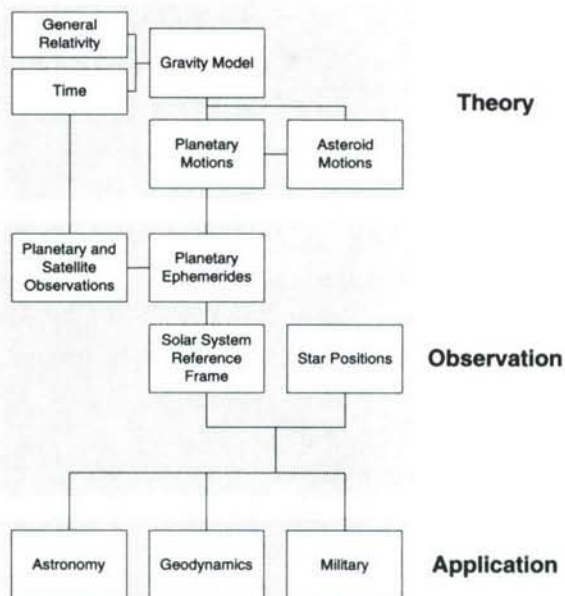 General
Relativity
Time
Gravity Model
Theory
Planetary
Motions
Asteroid
Motions
Planetary and
Satellite
Observations
Planetary
Ephemerides
Solar System
Reference
Frame
Star Positions
Observation
Astronomy
Geodynamics
Military
Application